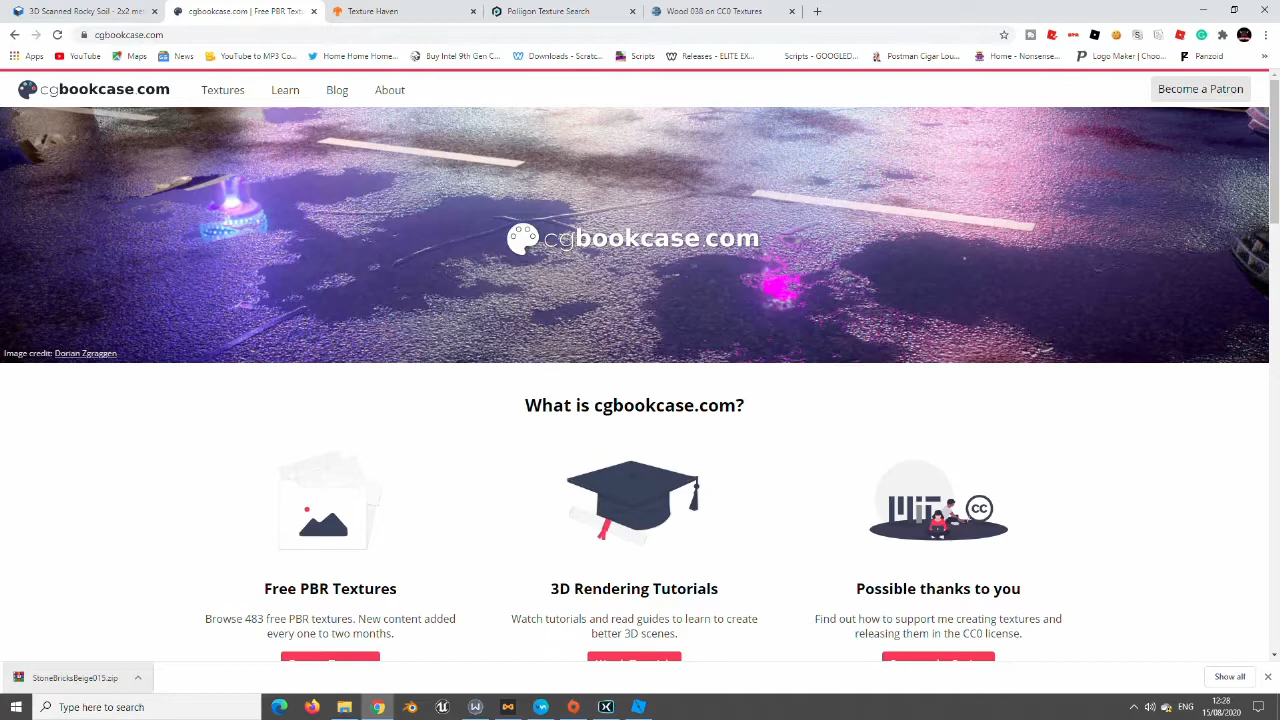 3D Scanned Rocky Soil - 2x2 me
cgbookcase.com | Free PBR Textu
Texture Haven
Poliigon Texture Search
Wood 038 on CC0 Textures
cgbookcase.com
Apps
YouTube
Maps
News
YouTube to MP3 Co...
Home Home Home...
Buy Intel 9th Gen C...
Downloads - Scratc...
Scripts
Releases - ELITE EX...
Scripts - GOOGLED...
Postman Cigar Lou...
Home - Nonsense...
Logo Maker | Choo...
Panzoid
»
cgbookcase.com
Textures
Learn
Blog
About
Become a Patron
cgbookcase.com
Image credit: Dorian Zgraggen
What is cgbookcase.com?
MIT
CC
Free PBR Textures
3D Rendering Tutorials
Possible thanks to you
Browse 483 free PBR textures. New content added
every one to two months.
Watch tutorials and read guides to learn to create
better 3D scenes.
Find out how to support me creating textures and
releasing them in the CC0 license.
StoneBricksBeige015.zip
Show all
Type here to search
ENG
12:28
15/08/2020